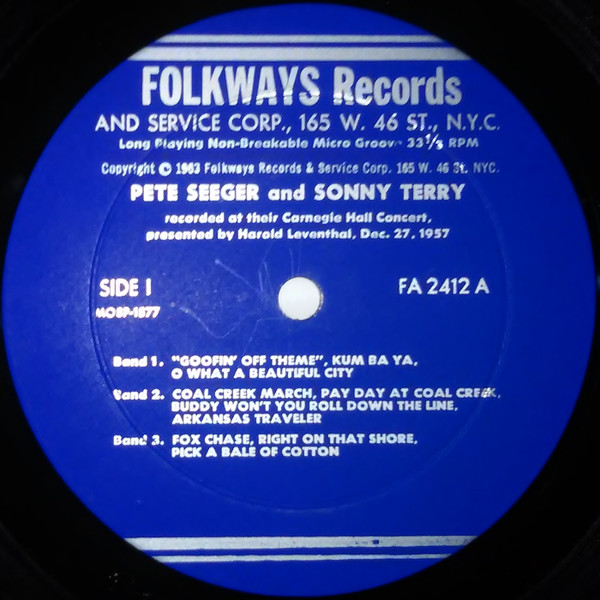 FOLKWAYS Records
AND SERVICE CORP., 165 W. 46 ST., N.Y.C.
Long Playing Non-Breakable Micro Groove 33 1/3 RPM
Copyright © 1963 Folkways Records & Service Corp. 165 W. 46 St. NYC.
PETE SEEGER and SONNY TERRY
recorded at their Carnegie Hall Concert,
presented by Harold Leventhal, Dec. 27, 1957
SIDE I
FA 2412 A
MOBP-1577
Band 1. "GOOFIN' OFF THEME", KUM BA YA,
O WHAT A BEAUTIFUL CITY
Band 2. COAL CREEK MARCH, PAY DAY AT COAL CREEK,
BUDDY WON'T YOU ROLL DOWN THE LINE,
ARKANSAS TRAVELER
Band 3. FOX CHASE, RIGHT ON THAT SHORE,
PICK A BALE OF COTTON